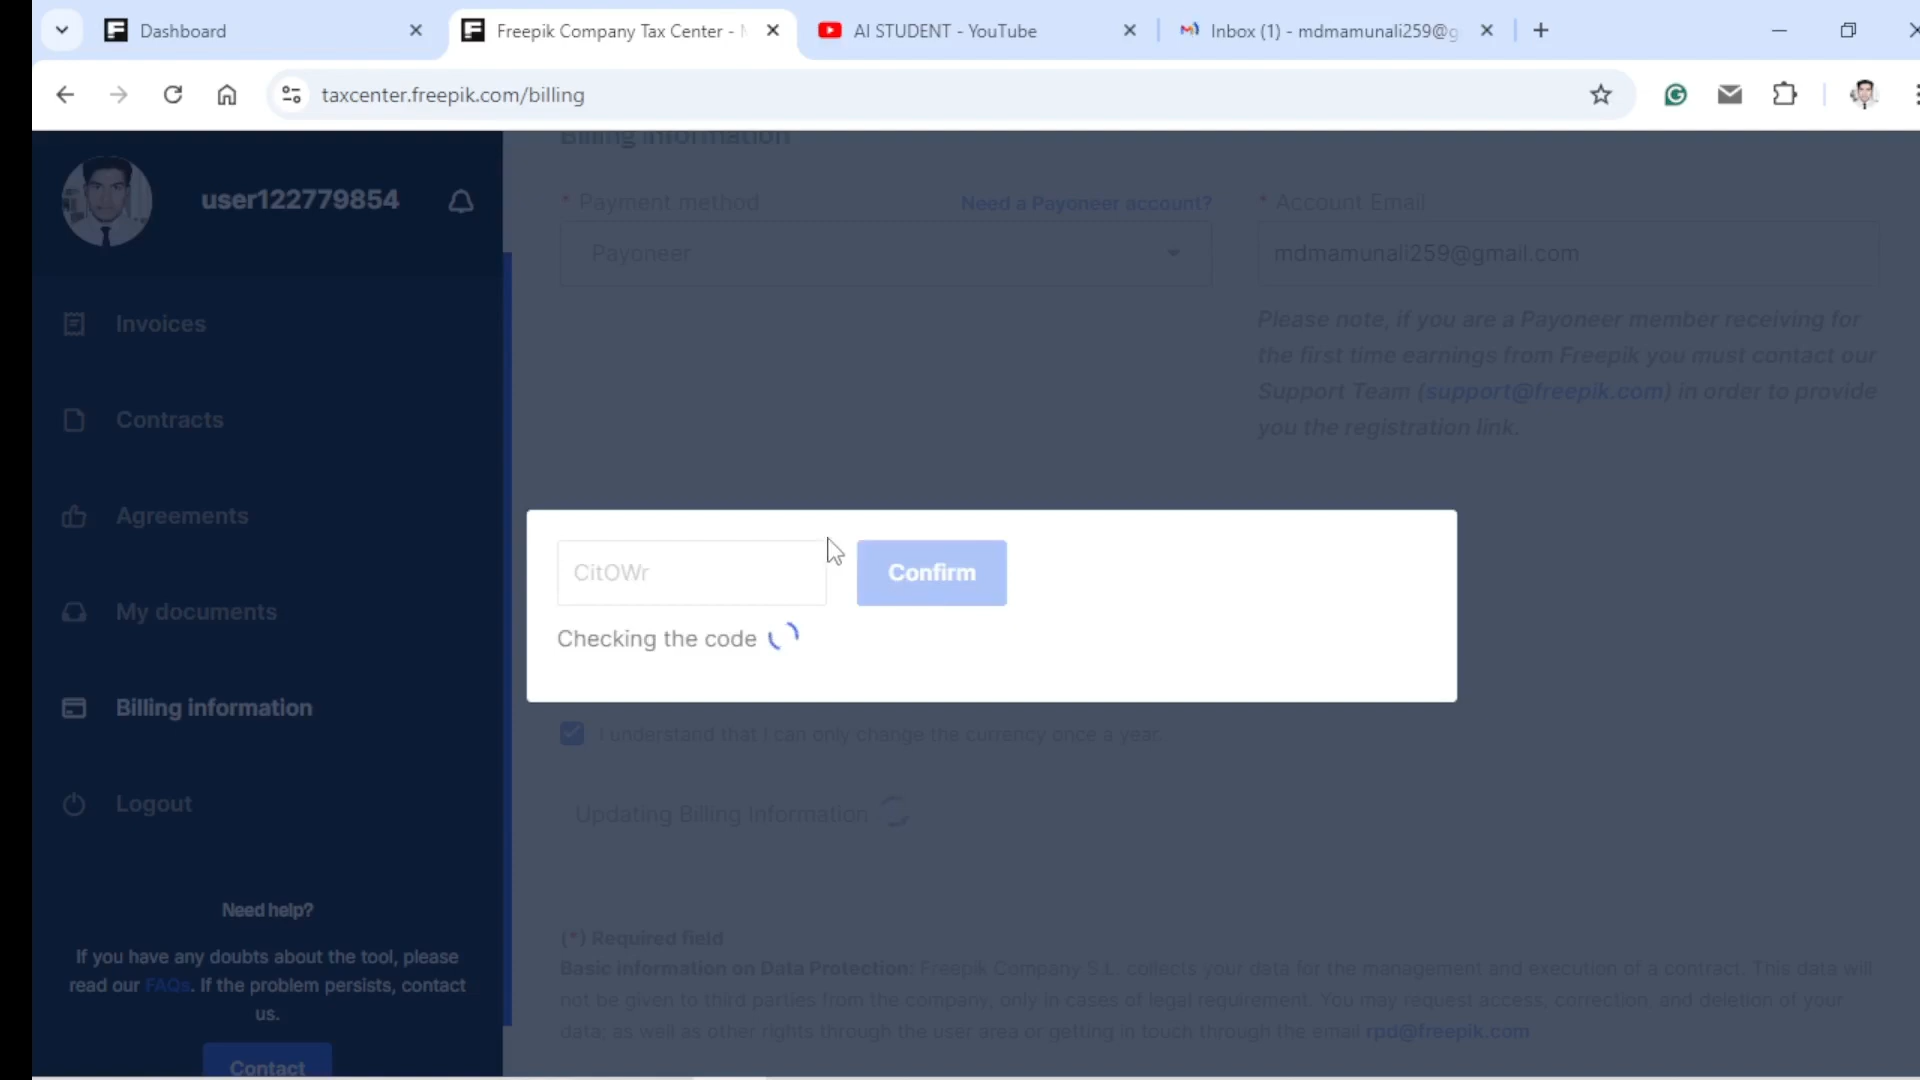 Dashboard
Freepik Company Tax Center -
AI STUDENT - YouTube
Inbox (1) - mdmamunali259@g
taxcenter.freepik.com/billing
user122779854
Invoices
Contracts
Agreements
My documents
Billing information
Logout
Need help?
If you have any doubts about the tool, please
read our FAQs. If the problem persists, contact
us.
Contact
Billing information
* Payment method
Need a Payoneer account?
* Account Email
Payoneer
mdmamunali259@gmail.com
Please note, if you are a Payoneer member receiving for
the first time earnings from Freepik you must contact our
Support Team (support@freepik.com) in order to provide
you the registration link.
CitOWr
Confirm
Checking the code
I understand that I can only change the currency once a year.
Updating Billing Information
(*) Required field
Basic information on Data Protection: Freepik Company S.L. collects your data for the management and execution of a contract. This data will
not be given to third parties from the company, only in cases of legal requirement. You may request access, correction, and deletion of your
data; as well as other rights through the user area or getting in touch through the email rpd@freepik.com